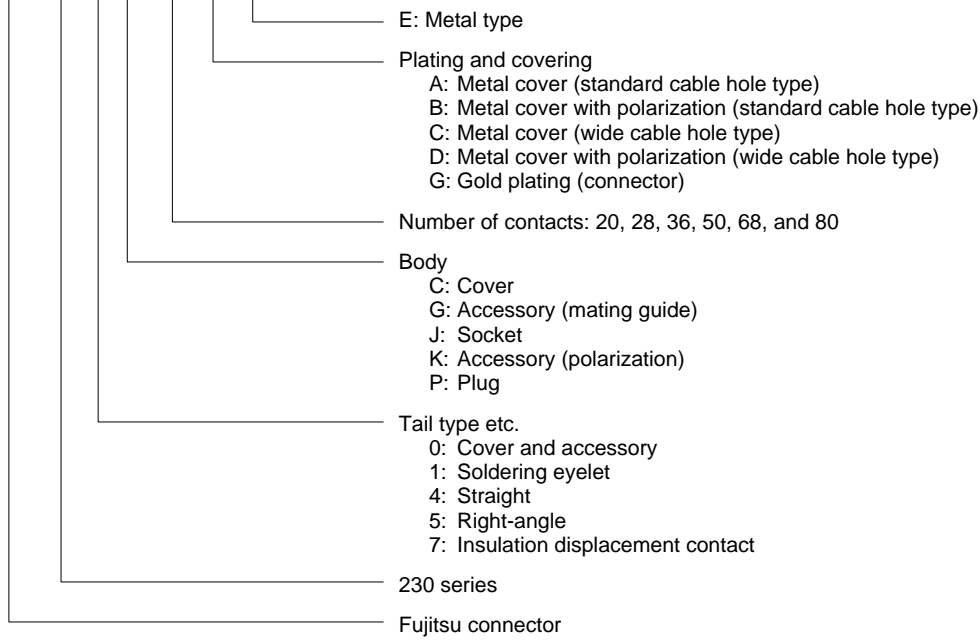 E: Metal type
Plating and covering
A: Metal cover (standard cable hole type)
B: Metal cover with polarization (standard cable hole type)
C: Metal cover (wide cable hole type)
D: Metal cover with polarization (wide cable hole type)
G: Gold plating (connector)
Number of contacts: 20, 28, 36, 50, 68, and 80
Body
C: Cover
G: Accessory (mating guide)
J: Socket
K: Accessory (polarization)
P: Plug
Tail type etc.
0: Cover and accessory
1: Soldering eyelet
4: Straight
5: Right-angle
7: Insulation displacement contact
230 series
Fujitsu connector